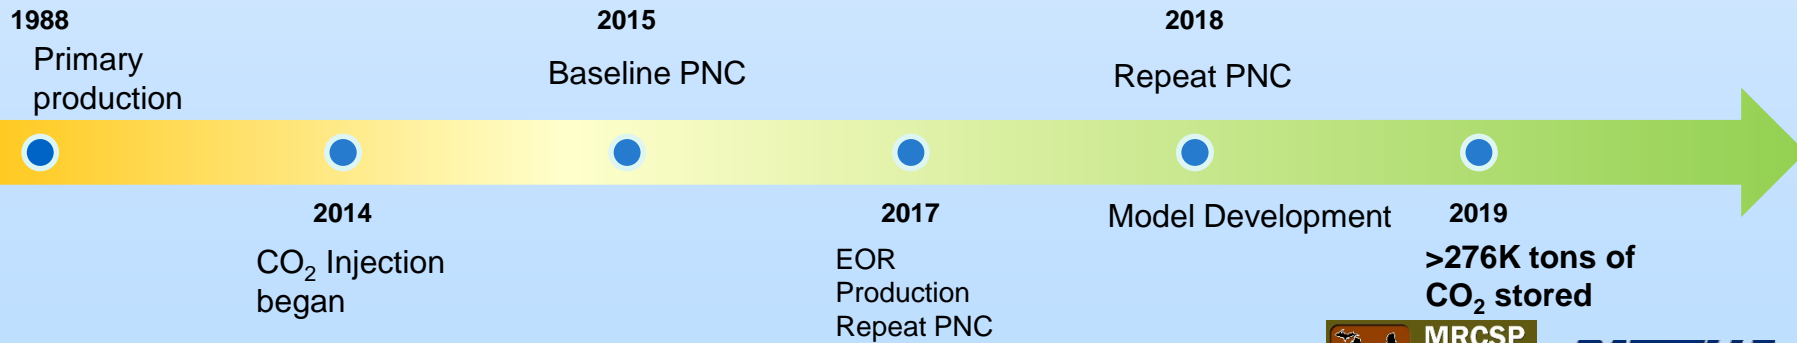 1988
Primary
production
2015
Baseline PNC
2018
Repeat PNC
2014
CO₂ Injection
began
2017
EOR
Production
Repeat PNC
Model Development
2019
>276K tons of
CO₂ stored
MRCSP